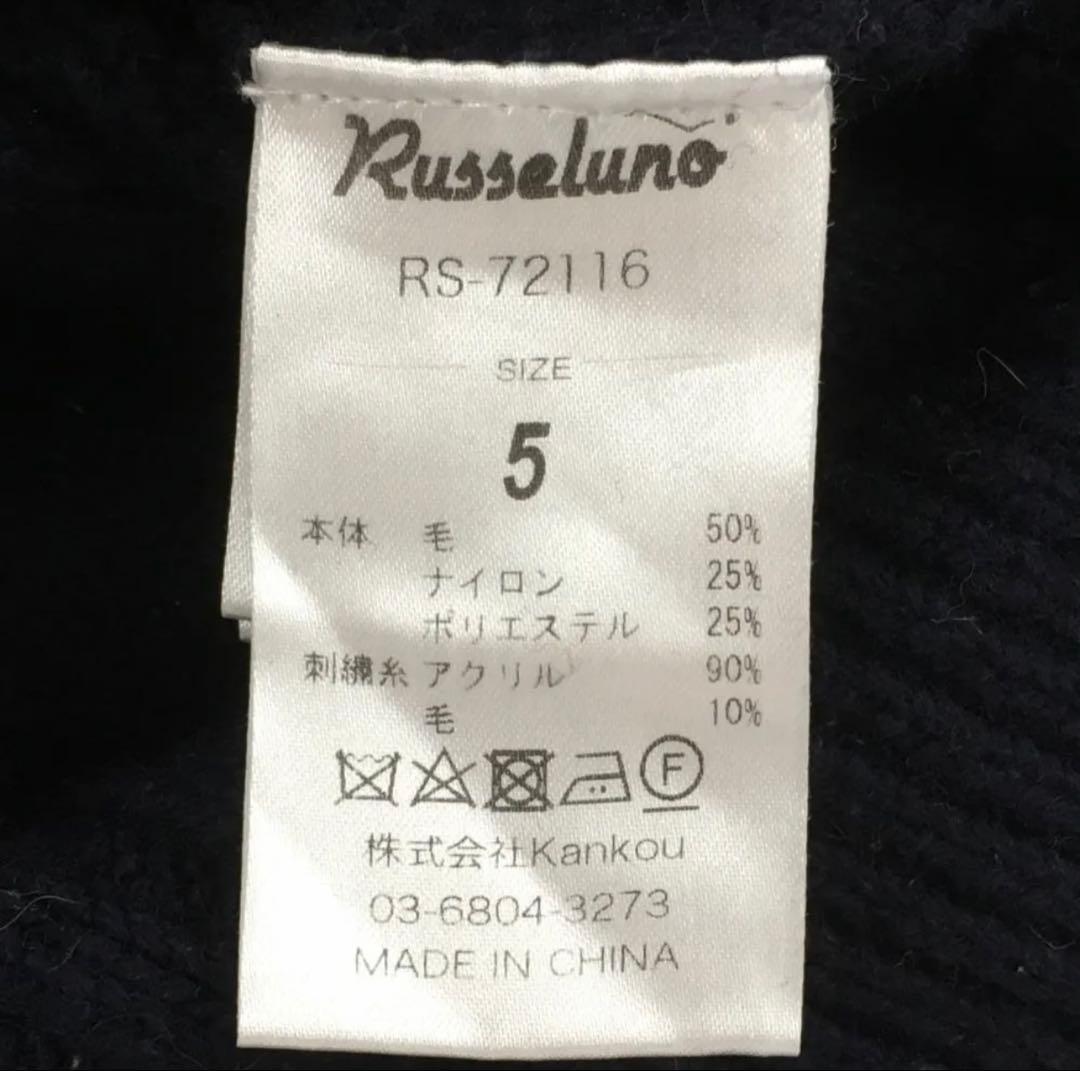 Russeluno
RS-72116
SIZE
5
本体 毛 50%
ナイロン 25%
ポリエステル 25%
刺繍糸 アクリル 90%
毛 10%
F
株式会社Kankou
03-6804-3273
MADE IN CHINA